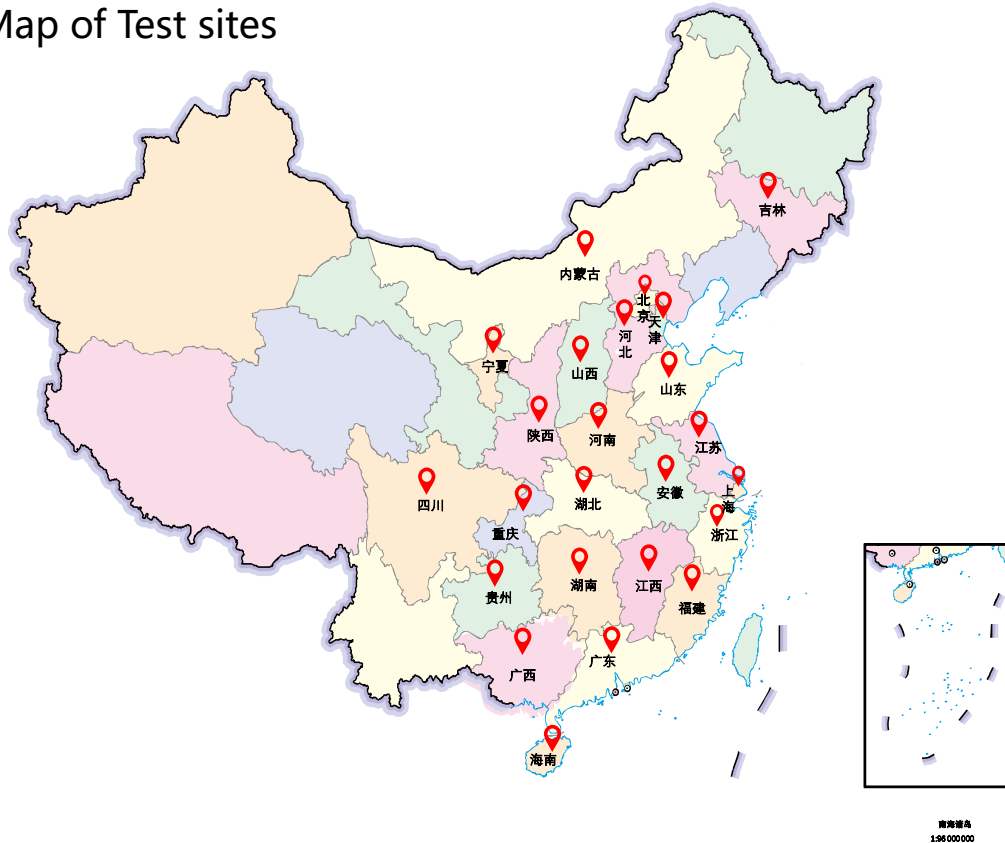 Map of Test sites
吉林
内蒙古
北京
天津
河北
宁夏
山西
山东
陕西
河南
江苏
安徽
上海
四川
湖北
重庆
浙江
贵州
湖南
江西
福建
广西
广东
海南
南海诸岛
1:96 000 000